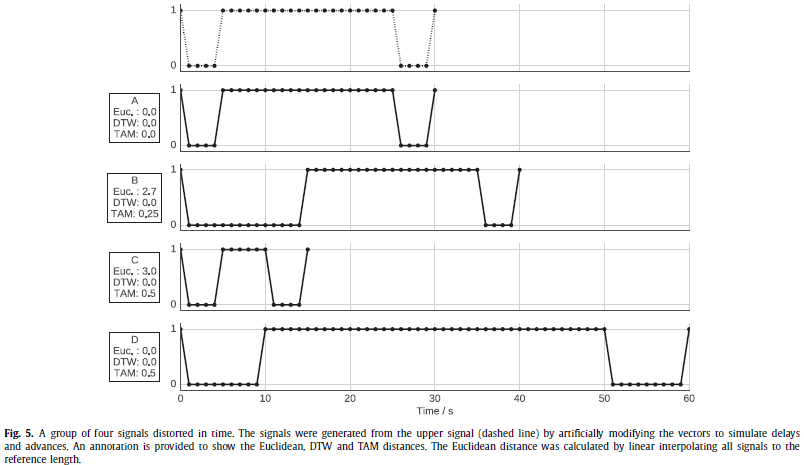 1
0
A
Euc. : 0.0
DTW: 0.0
TAM: 0.0
1
0
B
Euc. : 2.7
DTW: 0.0
TAM: 0.25
1
0
C
Euc. : 3.0
DTW: 0.0
TAM: 0.5
1
0
D
Euc. : 0.0
DTW: 0.0
TAM: 0.5
1
0
0 10 20 30 40 50 60
Time / s
Fig. 5. A group of four signals distorted in time. The signals were generated from the upper signal (dashed line) by artificially modifying the vectors to simulate delays
and advances. An annotation is provided to show the Euclidean, DTW and TAM distances. The Euclidean distance was calculated by linear interpolating all signals to the
reference length.